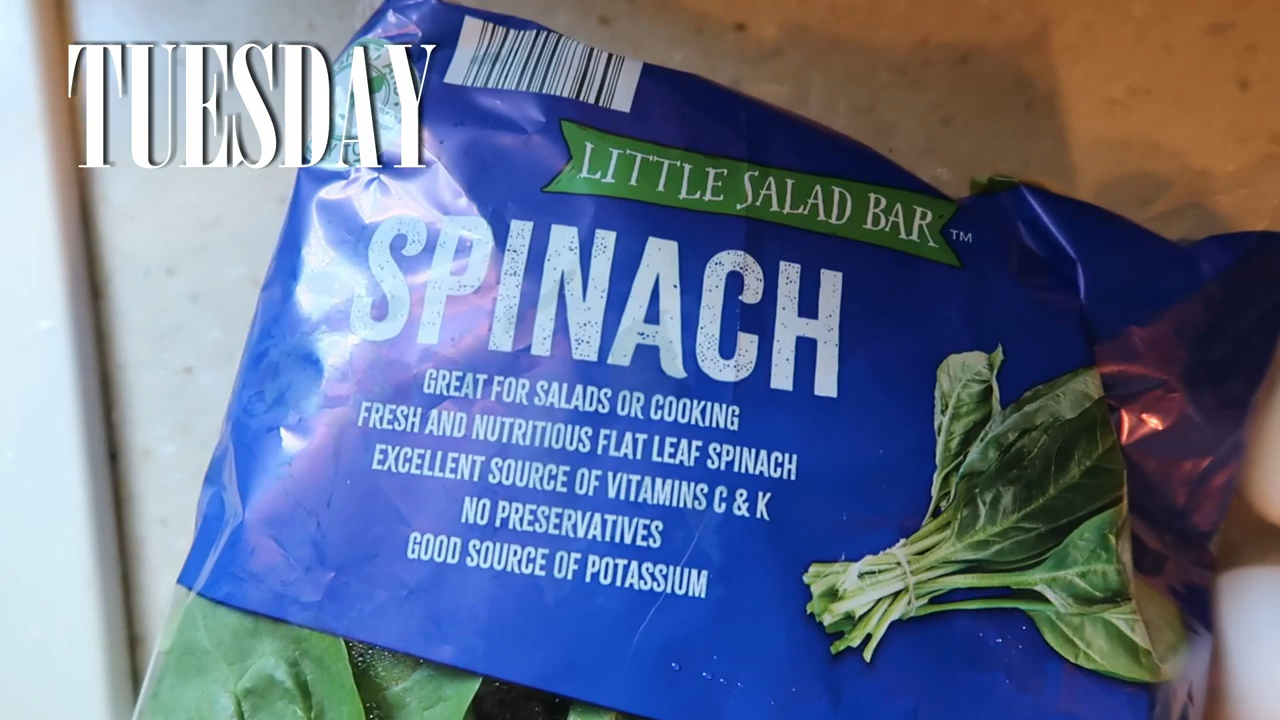 TUESDAY
LITTLE SALAD BAR™
SPINACH
GREAT FOR SALADS OR COOKING
FRESH AND NUTRITIOUS FLAT LEAF SPINACH
EXCELLENT SOURCE OF VITAMINS C & K
NO PRESERVATIVES
GOOD SOURCE OF POTASSIUM